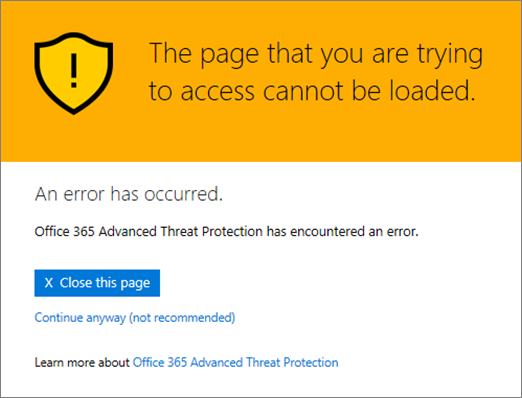 The page that you are trying
to access cannot be loaded.
An error has occurred.
Office 365 Advanced Threat Protection has encountered an error.
X Close this page
Continue anyway (not recommended)
Learn more about Office 365 Advanced Threat Protection